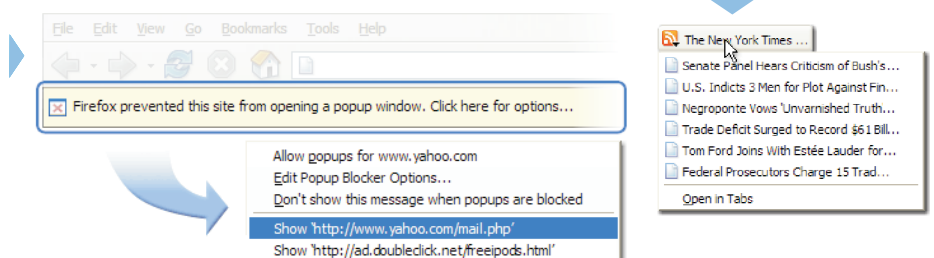 File Edit View Go Bookmarks Tools Help
Firefox prevented this site from opening a popup window. Click here for options...
Allow popups for www.yahoo.com
Edit Popup Blocker Options...
Don't show this message when popups are blocked
Show 'http://www.yahoo.com/mail.php'
Show 'http://ad.doubleclick.net/freeipods.html'
The New York Times ...
Senate Panel Hears Criticism of Bush's...
U.S. Indicts 3 Men for Plot Against Fin...
Negroponte Vows 'Unvarnished Truth...
Trade Deficit Surged to Record $61 Bill...
Tom Ford Joins With Estée Lauder for...
Federal Prosecutors Charge 15 Trad...
Open in Tabs